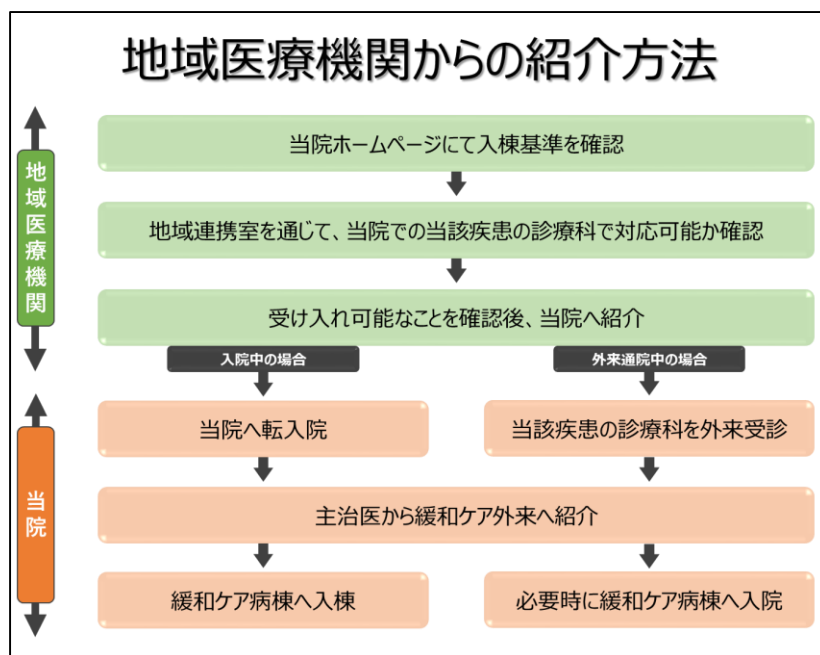 地域医療機関からの紹介方法
地域医療機関
当院ホームページにて入棟基準を確認
地域連携室を通じて、当院での当該疾患の診療科で対応可能か確認
受け入れ可能なことを確認後、当院へ紹介
入院中の場合
外来通院中の場合
当院
当院へ転入院
当該疾患の診療科を外来受診
主治医から緩和ケア外来へ紹介
緩和ケア病棟へ入棟
必要時に緩和ケア病棟へ入院